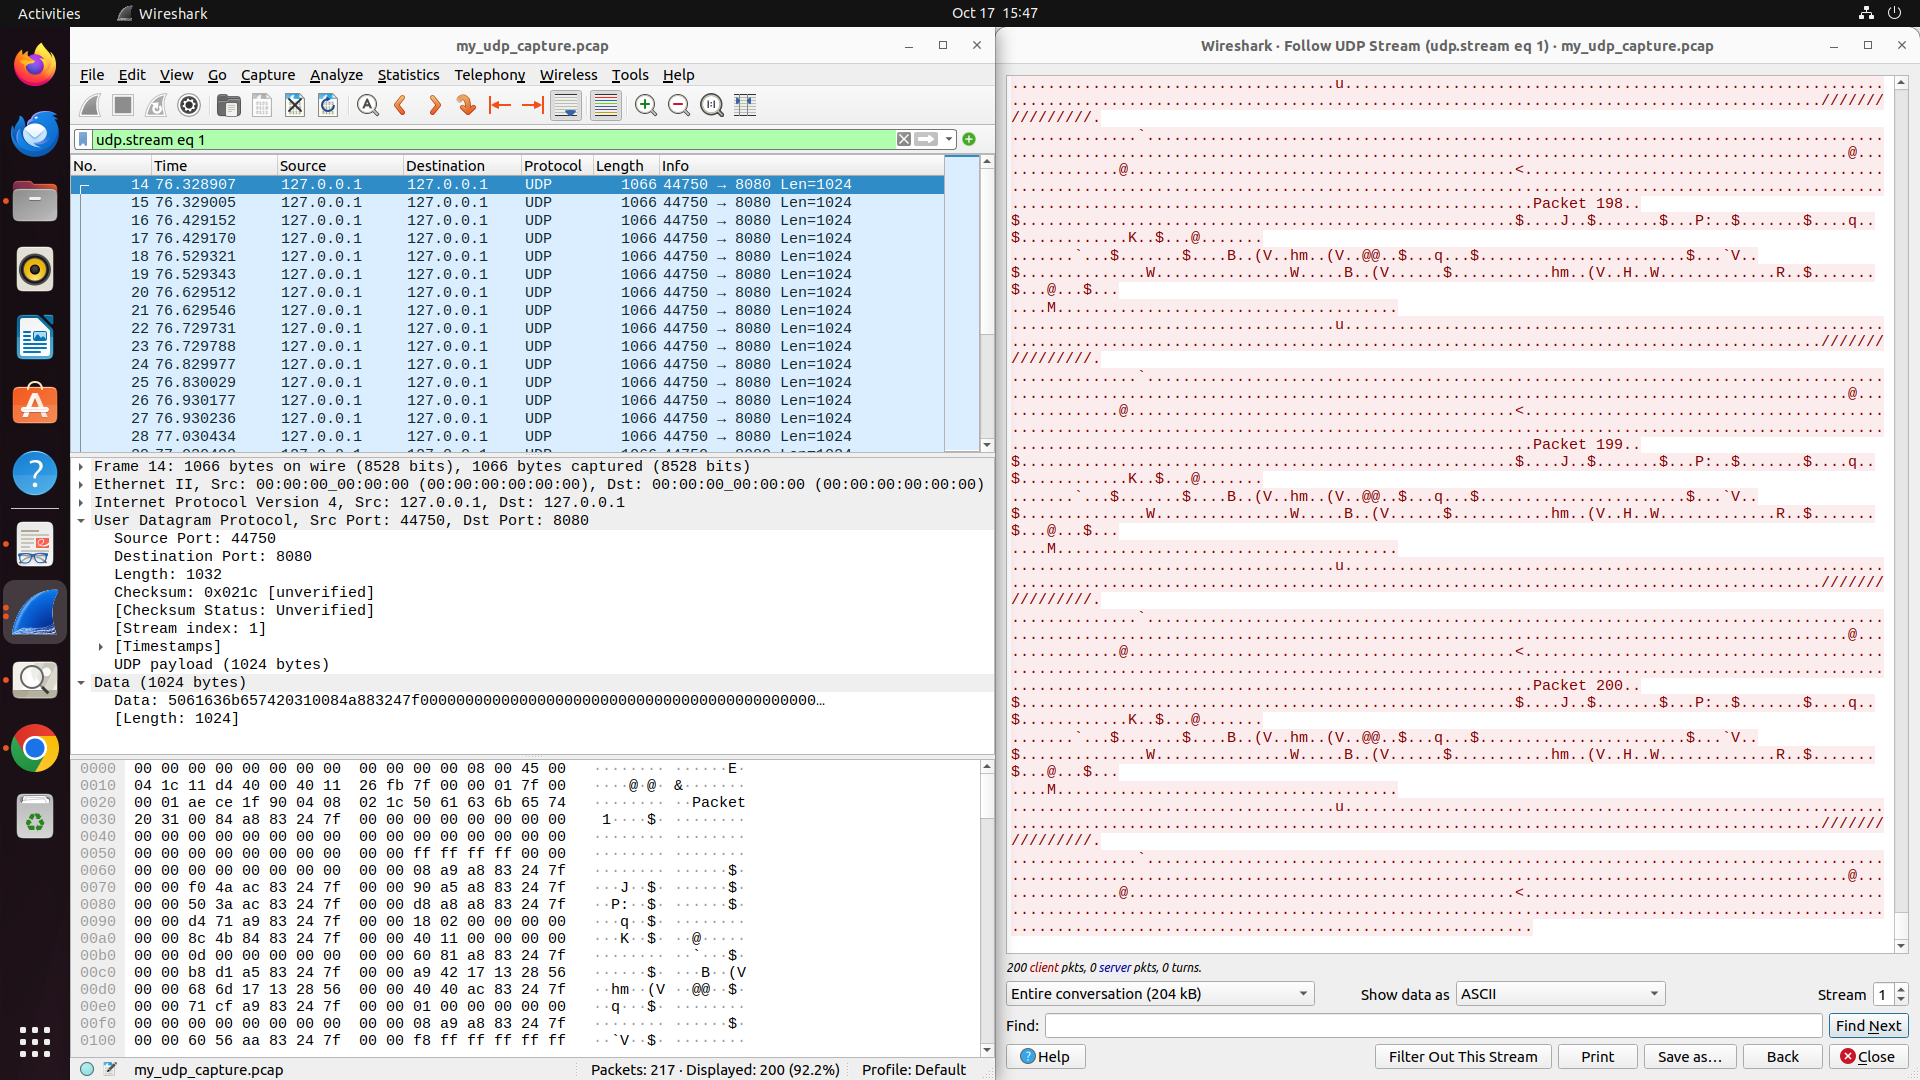 Activities
Wireshark
Oct 17 15:47
my_udp_capture.pcap
File Edit View Go Capture Analyze Statistics Telephony Wireless Tools Help
udp.stream eq 1
No. Time Source Destination Protocol Length Info
14 76.328907 127.0.0.1 127.0.0.1 UDP 1066 44750 → 8080 Len=1024
15 76.329005 127.0.0.1 127.0.0.1 UDP 1066 44750 → 8080 Len=1024
16 76.429152 127.0.0.1 127.0.0.1 UDP 1066 44750 → 8080 Len=1024
17 76.429170 127.0.0.1 127.0.0.1 UDP 1066 44750 → 8080 Len=1024
18 76.529321 127.0.0.1 127.0.0.1 UDP 1066 44750 → 8080 Len=1024
19 76.529343 127.0.0.1 127.0.0.1 UDP 1066 44750 → 8080 Len=1024
20 76.629512 127.0.0.1 127.0.0.1 UDP 1066 44750 → 8080 Len=1024
21 76.629546 127.0.0.1 127.0.0.1 UDP 1066 44750 → 8080 Len=1024
22 76.729731 127.0.0.1 127.0.0.1 UDP 1066 44750 → 8080 Len=1024
23 76.729788 127.0.0.1 127.0.0.1 UDP 1066 44750 → 8080 Len=1024
24 76.829977 127.0.0.1 127.0.0.1 UDP 1066 44750 → 8080 Len=1024
25 76.830029 127.0.0.1 127.0.0.1 UDP 1066 44750 → 8080 Len=1024
26 76.930177 127.0.0.1 127.0.0.1 UDP 1066 44750 → 8080 Len=1024
27 76.930236 127.0.0.1 127.0.0.1 UDP 1066 44750 → 8080 Len=1024
28 77.030434 127.0.0.1 127.0.0.1 UDP 1066 44750 → 8080 Len=1024
Frame 14: 1066 bytes on wire (8528 bits), 1066 bytes captured (8528 bits)
Ethernet II, Src: 00:00:00_00:00:00 (00:00:00:00:00:00), Dst: 00:00:00_00:00:00 (00:00:00:00:00:00)
Internet Protocol Version 4, Src: 127.0.0.1, Dst: 127.0.0.1
User Datagram Protocol, Src Port: 44750, Dst Port: 8080
Source Port: 44750
Destination Port: 8080
Length: 1032
Checksum: 0x021c [unverified]
[Checksum Status: Unverified]
[Stream index: 1]
[Timestamps]
UDP payload (1024 bytes)
Data (1024 bytes)
[Length: 1024]
0000 00 00 00 00 00 00 00 00 00 00 00 00 08 00 45 00 ········ ······E·
0010 04 1c 11 d4 40 00 40 11 26 fb 7f 00 00 01 7f 00 ····@·@· &·······
0020 00 01 ae ce 1f 90 04 08 02 1c 50 61 63 6b 65 74 ········ ··Packet
0030 20 31 00 84 a8 83 24 7f 00 00 00 00 00 00 00 00 1····$· ········
0040 00 00 00 00 00 00 00 00 00 00 00 00 00 00 00 00 ········ ········
0050 00 00 00 00 00 00 00 00 00 00 ff ff ff ff 00 00 ········ ········
0060 00 00 00 00 00 00 00 00 00 00 08 a9 a8 83 24 7f ········ ······$·
0070 00 00 f0 4a ac 83 24 7f 00 00 90 a5 a8 83 24 7f ···J··$· ······$·
0080 00 00 50 3a ac 83 24 7f 00 00 d8 a8 a8 83 24 7f ··P:··$· ······$·
0090 00 00 d4 71 a9 83 24 7f 00 00 18 02 00 00 00 00 ···q··$· ········
00a0 00 00 8c 4b 84 83 24 7f 00 00 40 11 00 00 00 00 ···K··$· ··@·····
00b0 00 00 0d 00 00 00 00 00 00 00 60 81 a8 83 24 7f ········ ··`···$·
00c0 00 00 b8 d1 a5 83 24 7f 00 00 a9 42 17 13 28 56 ······$· ···B··(V
00d0 00 00 68 6d 17 13 28 56 00 00 40 40 ac 83 24 7f ··hm··(V ··@@··$·
00e0 00 00 71 cf a9 83 24 7f 00 00 01 00 00 00 00 00 ··q···$· ········
00f0 00 00 00 00 00 00 00 00 00 00 08 a9 a8 83 24 7f ········ ······$·
0100 00 00 60 56 aa 83 24 7f 00 00 f8 ff ff ff ff ff ··`V··$· ········
my_udp_capture.pcap
Packets: 217 · Displayed: 200 (92.2%)
Profile: Default
Wireshark · Follow UDP Stream (udp.stream eq 1) · my_udp_capture.pcap
Packet 198..
Packet 199..
Packet 200..
200 client pkts, 0 server pkts, 0 turns.
Entire conversation (204 kB)
Show data as ASCII
Stream 1
Find:
Find Next
Help
Filter Out This Stream
Print
Save as…
Back
Close